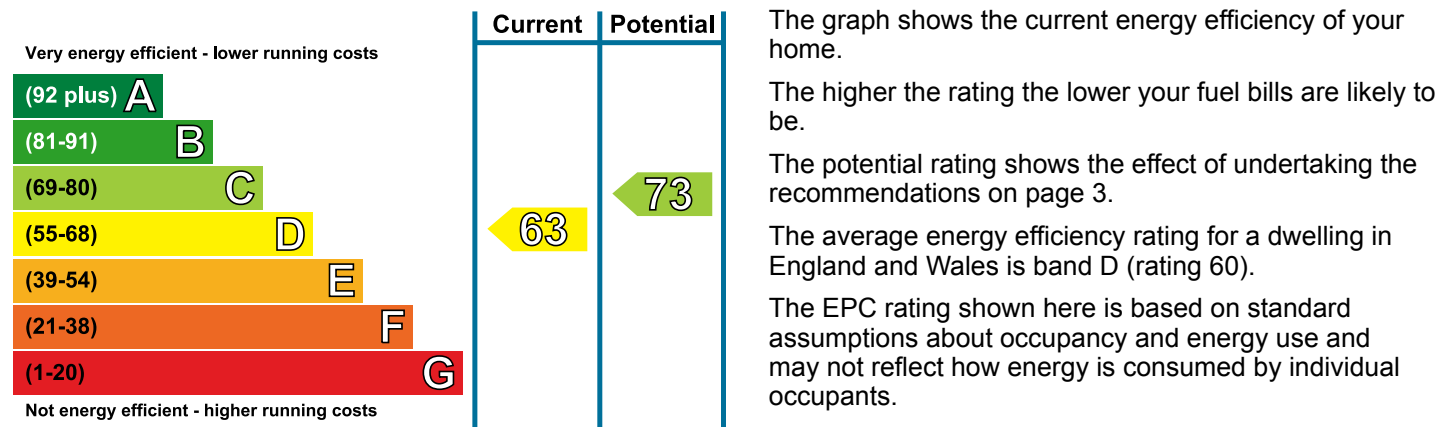 Current Potential
Very energy efficient - lower running costs
(92 plus) A
(81-91) B
(69-80) C
73
(55-68) D
63
(39-54) E
(21-38) F
(1-20) G
Not energy efficient - higher running costs
The graph shows the current energy efficiency of your
home.
The higher the rating the lower your fuel bills are likely to
be.
The potential rating shows the effect of undertaking the
recommendations on page 3.
The average energy efficiency rating for a dwelling in
England and Wales is band D (rating 60).
The EPC rating shown here is based on standard
assumptions about occupancy and energy use and
may not reflect how energy is consumed by individual
occupants.